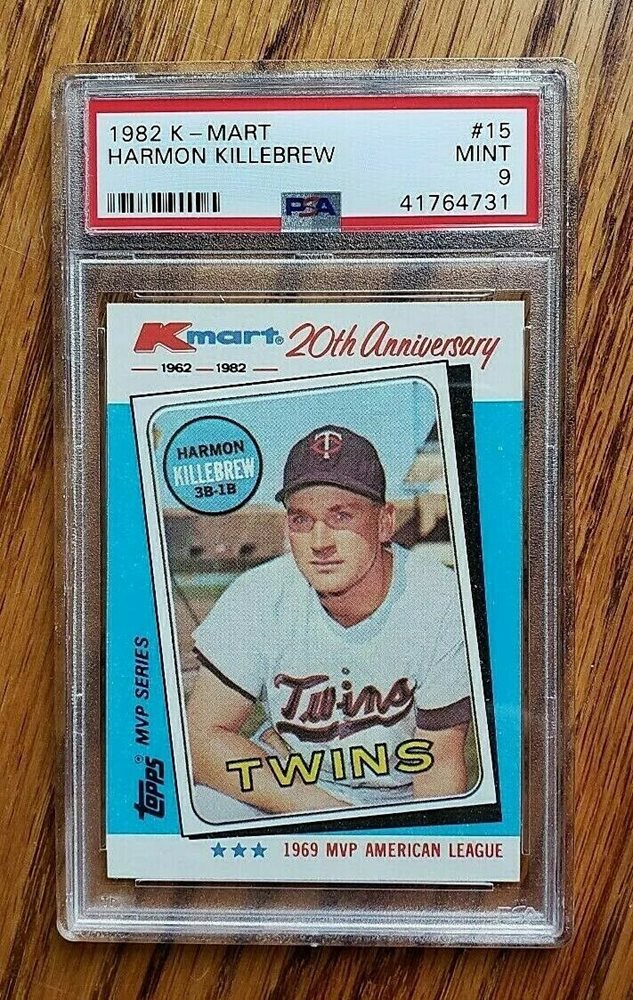 1982 K-MART #15
HARMON KILLEBREW MINT
9
PSA 41764731
Kmart® 20th Anniversary
1962 — 1982
HARMON
KILLEBREW
3B-1B
Twins
TWINS
Topps® MVP SERIES
1969 MVP AMERICAN LEAGUE
PSA